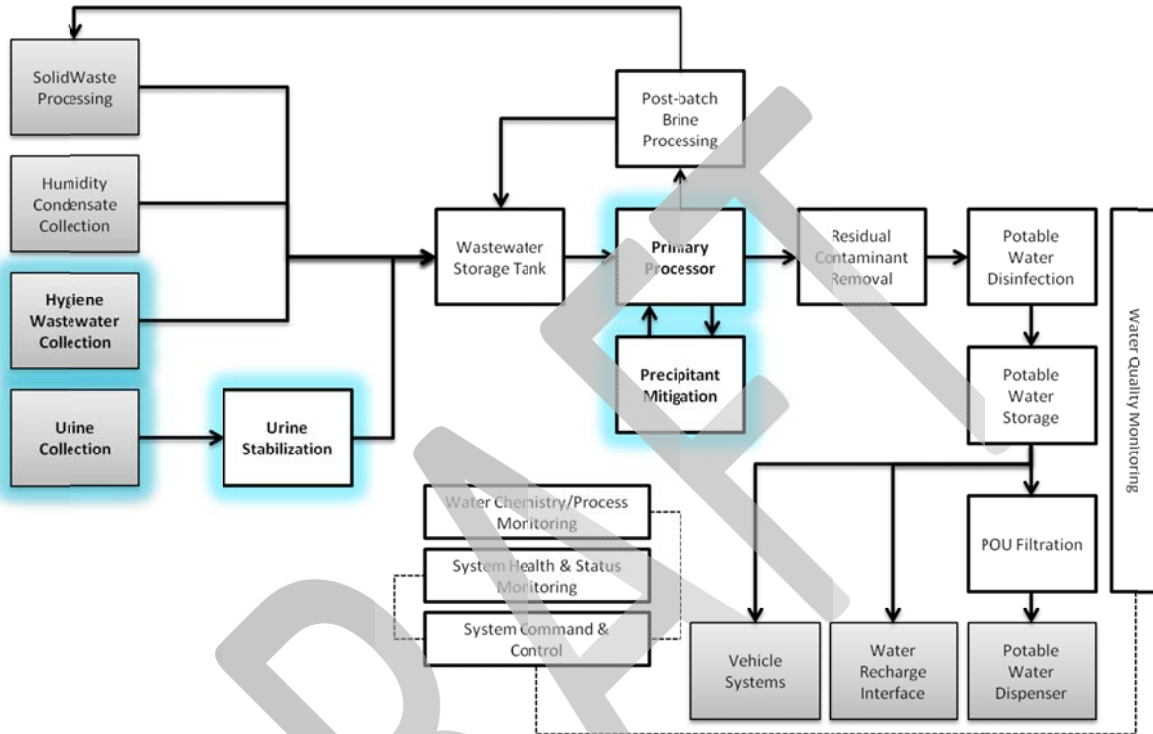 SolidWaste
Processing
Humidity
Condensate
Collection
Hygiene
Wastewater
Collection
Urine
Collection
Urine
Stabilization
Wastewater
Storage Tank
Post-batch
Brine
Processing
Primary
Processor
Precipitant
Mitigation
Residual
Contaminant
Removal
Potable
Water
Disinfection
Potable
Water
Storage
POU Filtration
Water Quality Monitoring
Water Chemistry/Process
Monitoring
System Health & Status
Monitoring
System Command &
Control
Vehicle
Systems
Water
Recharge
Interface
Potable
Water
Dispenser
DRAFT